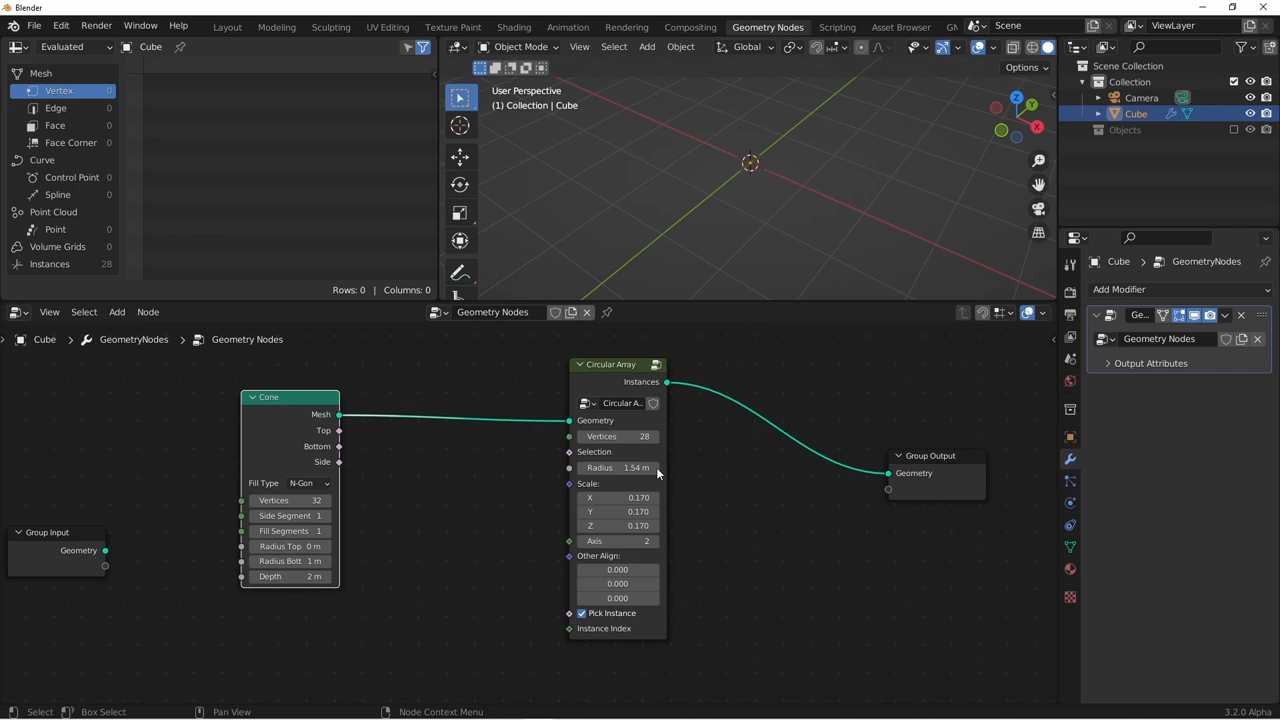 Blender
File Edit Render Window Help Layout Modeling Sculpting UV Editing Texture Paint Shading Animation Rendering Compositing Geometry Nodes Scripting Asset Browser Scene ViewLayer
Evaluated Cube
Object Mode View Select Add Object Global
Options
Mesh
Vertex 0
Edge 0
Face 0
Face Corner 0
Curve
Control Point 0
Spline 0
Point Cloud
Point 0
Volume Grids 0
Instances 28
Rows: 0 | Columns: 0
User Perspective
(1) Collection | Cube
Z
Y
X
Scene Collection
Collection
Camera
Cube
Objects
Cube GeometryNodes
Add Modifier
Ge...
Geometry Nodes
Output Attributes
View Select Add Node Geometry Nodes
Cube GeometryNodes Geometry Nodes
Group Input
Geometry
Cone
Mesh
Top
Bottom
Side
Fill Type N-Gon
Vertices 32
Side Segment 1
Fill Segments 1
Radius Top 0 m
Radius Bott 1 m
Depth 2 m
Circular Array
Instances
Circular A..
Geometry
Vertices 28
Selection
Radius 1.54 m
Scale:
X 0.170
Y 0.170
Z 0.170
Axis 2
Other Align:
0.000
0.000
0.000
Pick Instance
Instance Index
Group Output
Geometry
Select Box Select Pan View Node Context Menu 3.2.0 Alpha